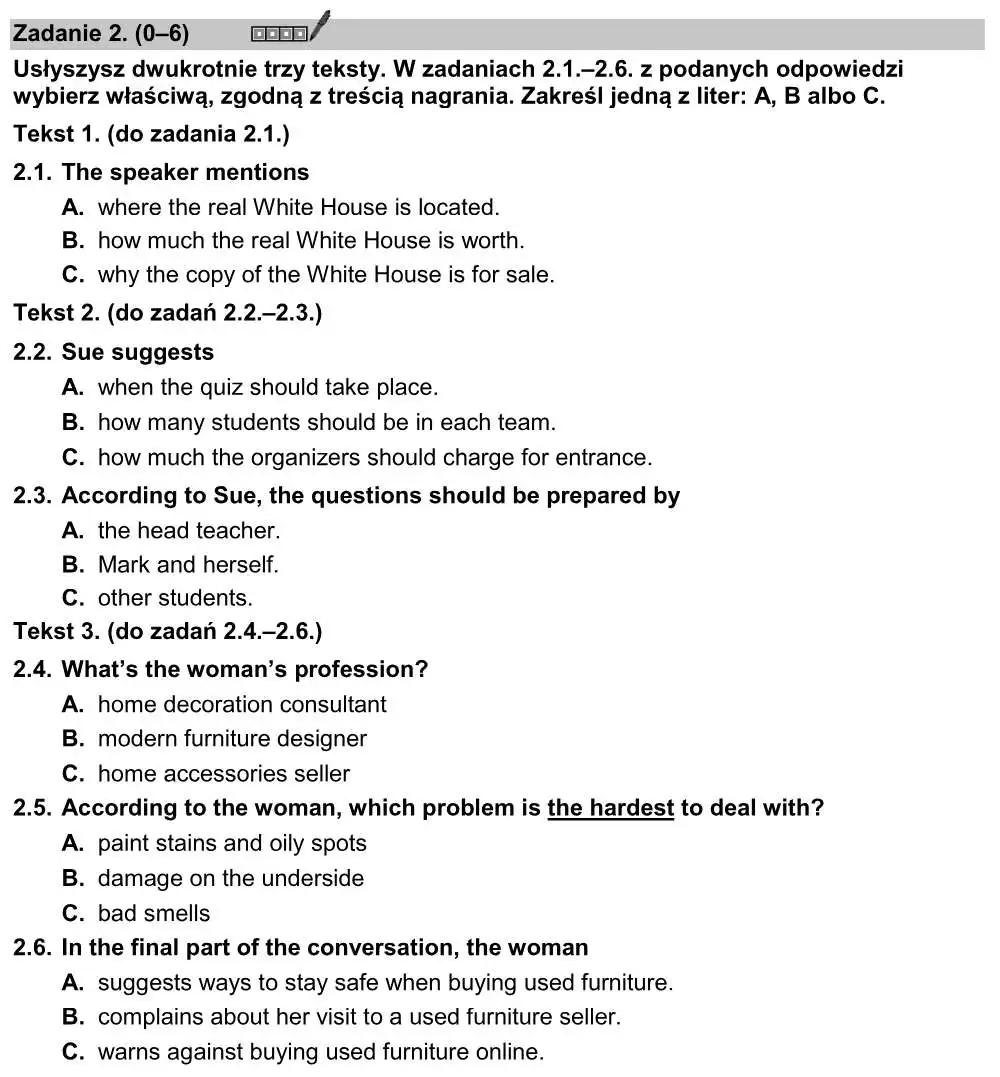 Zadanie 2. (0–6)
Usłyszysz dwukrotnie trzy teksty. W zadaniach 2.1.–2.6. z podanych odpowiedzi
wybierz właściwą, zgodną z treścią nagrania. Zakreśl jedną z liter: A, B albo C.
Tekst 1. (do zadania 2.1.)
2.1. The speaker mentions
A. where the real White House is located.
B. how much the real White House is worth.
C. why the copy of the White House is for sale.
Tekst 2. (do zadań 2.2.–2.3.)
2.2. Sue suggests
A. when the quiz should take place.
B. how many students should be in each team.
C. how much the organizers should charge for entrance.
2.3. According to Sue, the questions should be prepared by
A. the head teacher.
B. Mark and herself.
C. other students.
Tekst 3. (do zadań 2.4.–2.6.)
2.4. What’s the woman’s profession?
A. home decoration consultant
B. modern furniture designer
C. home accessories seller
2.5. According to the woman, which problem is the hardest to deal with?
A. paint stains and oily spots
B. damage on the underside
C. bad smells
2.6. In the final part of the conversation, the woman
A. suggests ways to stay safe when buying used furniture.
B. complains about her visit to a used furniture seller.
C. warns against buying used furniture online.